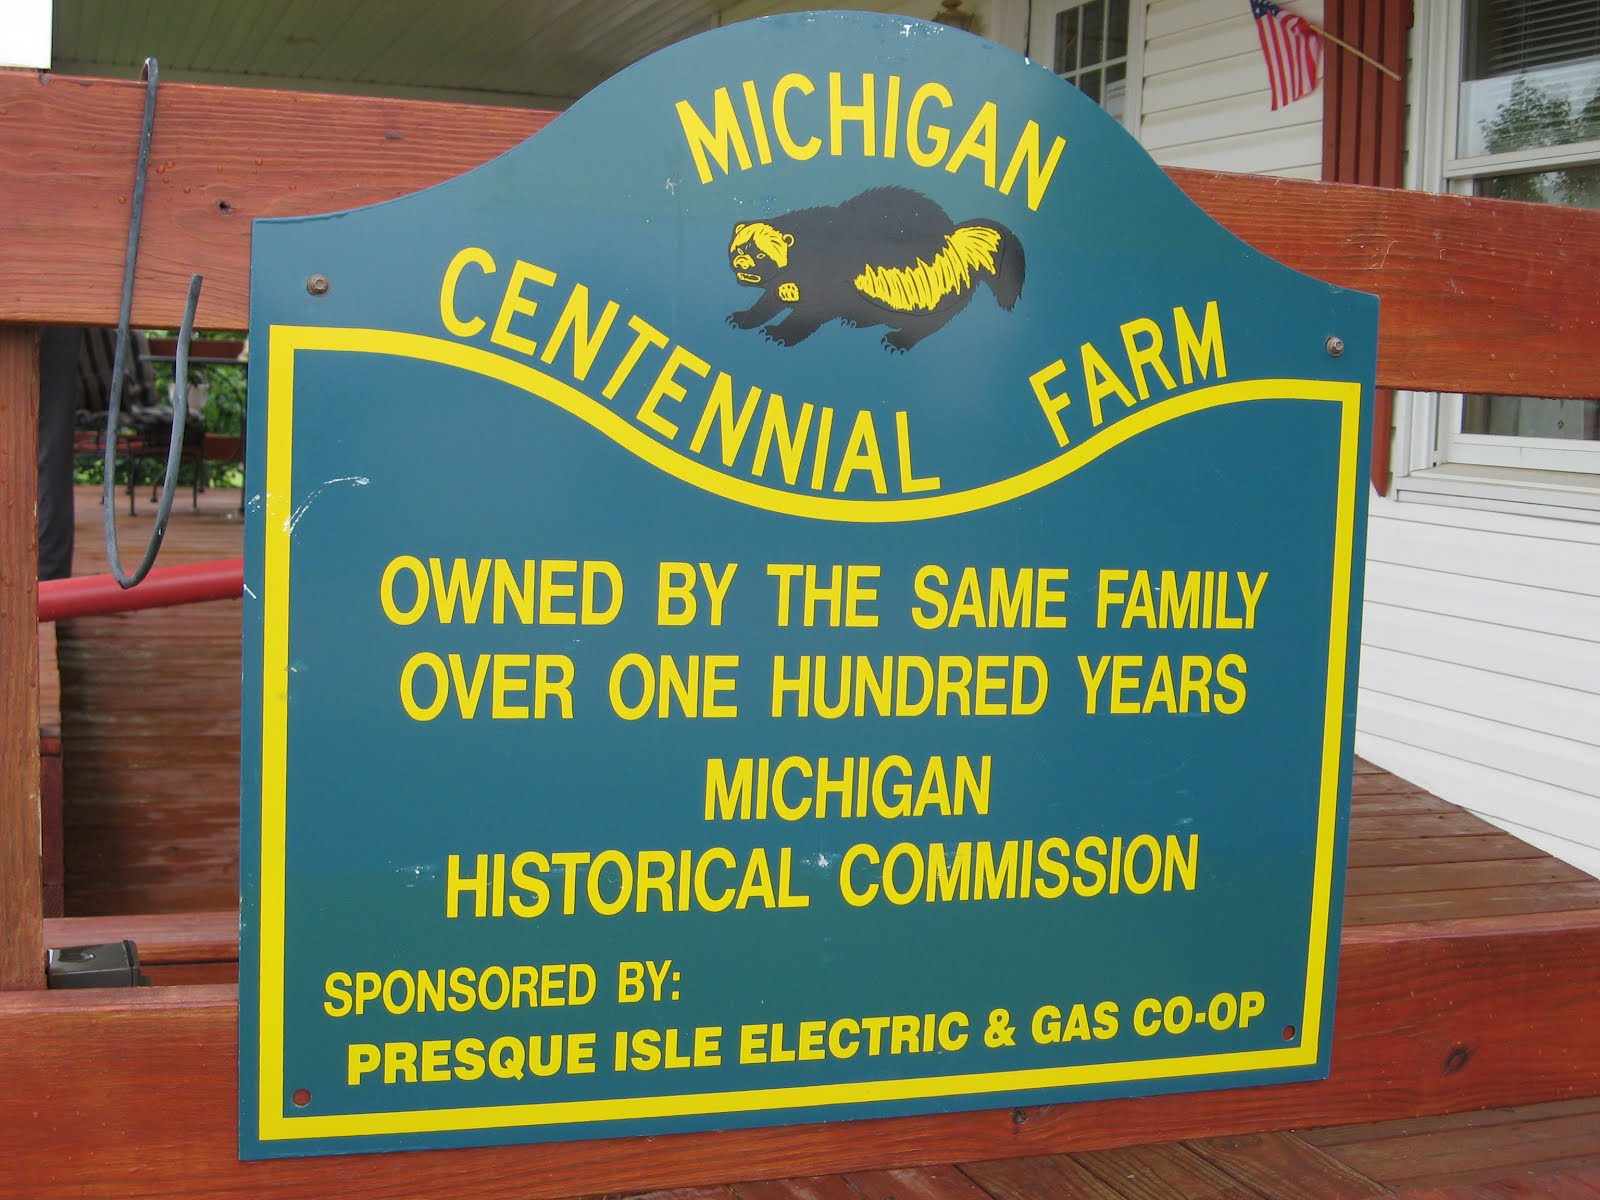 MICHIGAN
CENTENNIAL FARM
OWNED BY THE SAME FAMILY
OVER ONE HUNDRED YEARS
MICHIGAN
HISTORICAL COMMISSION
SPONSORED BY:
PRESQUE ISLE ELECTRIC & GAS CO-OP